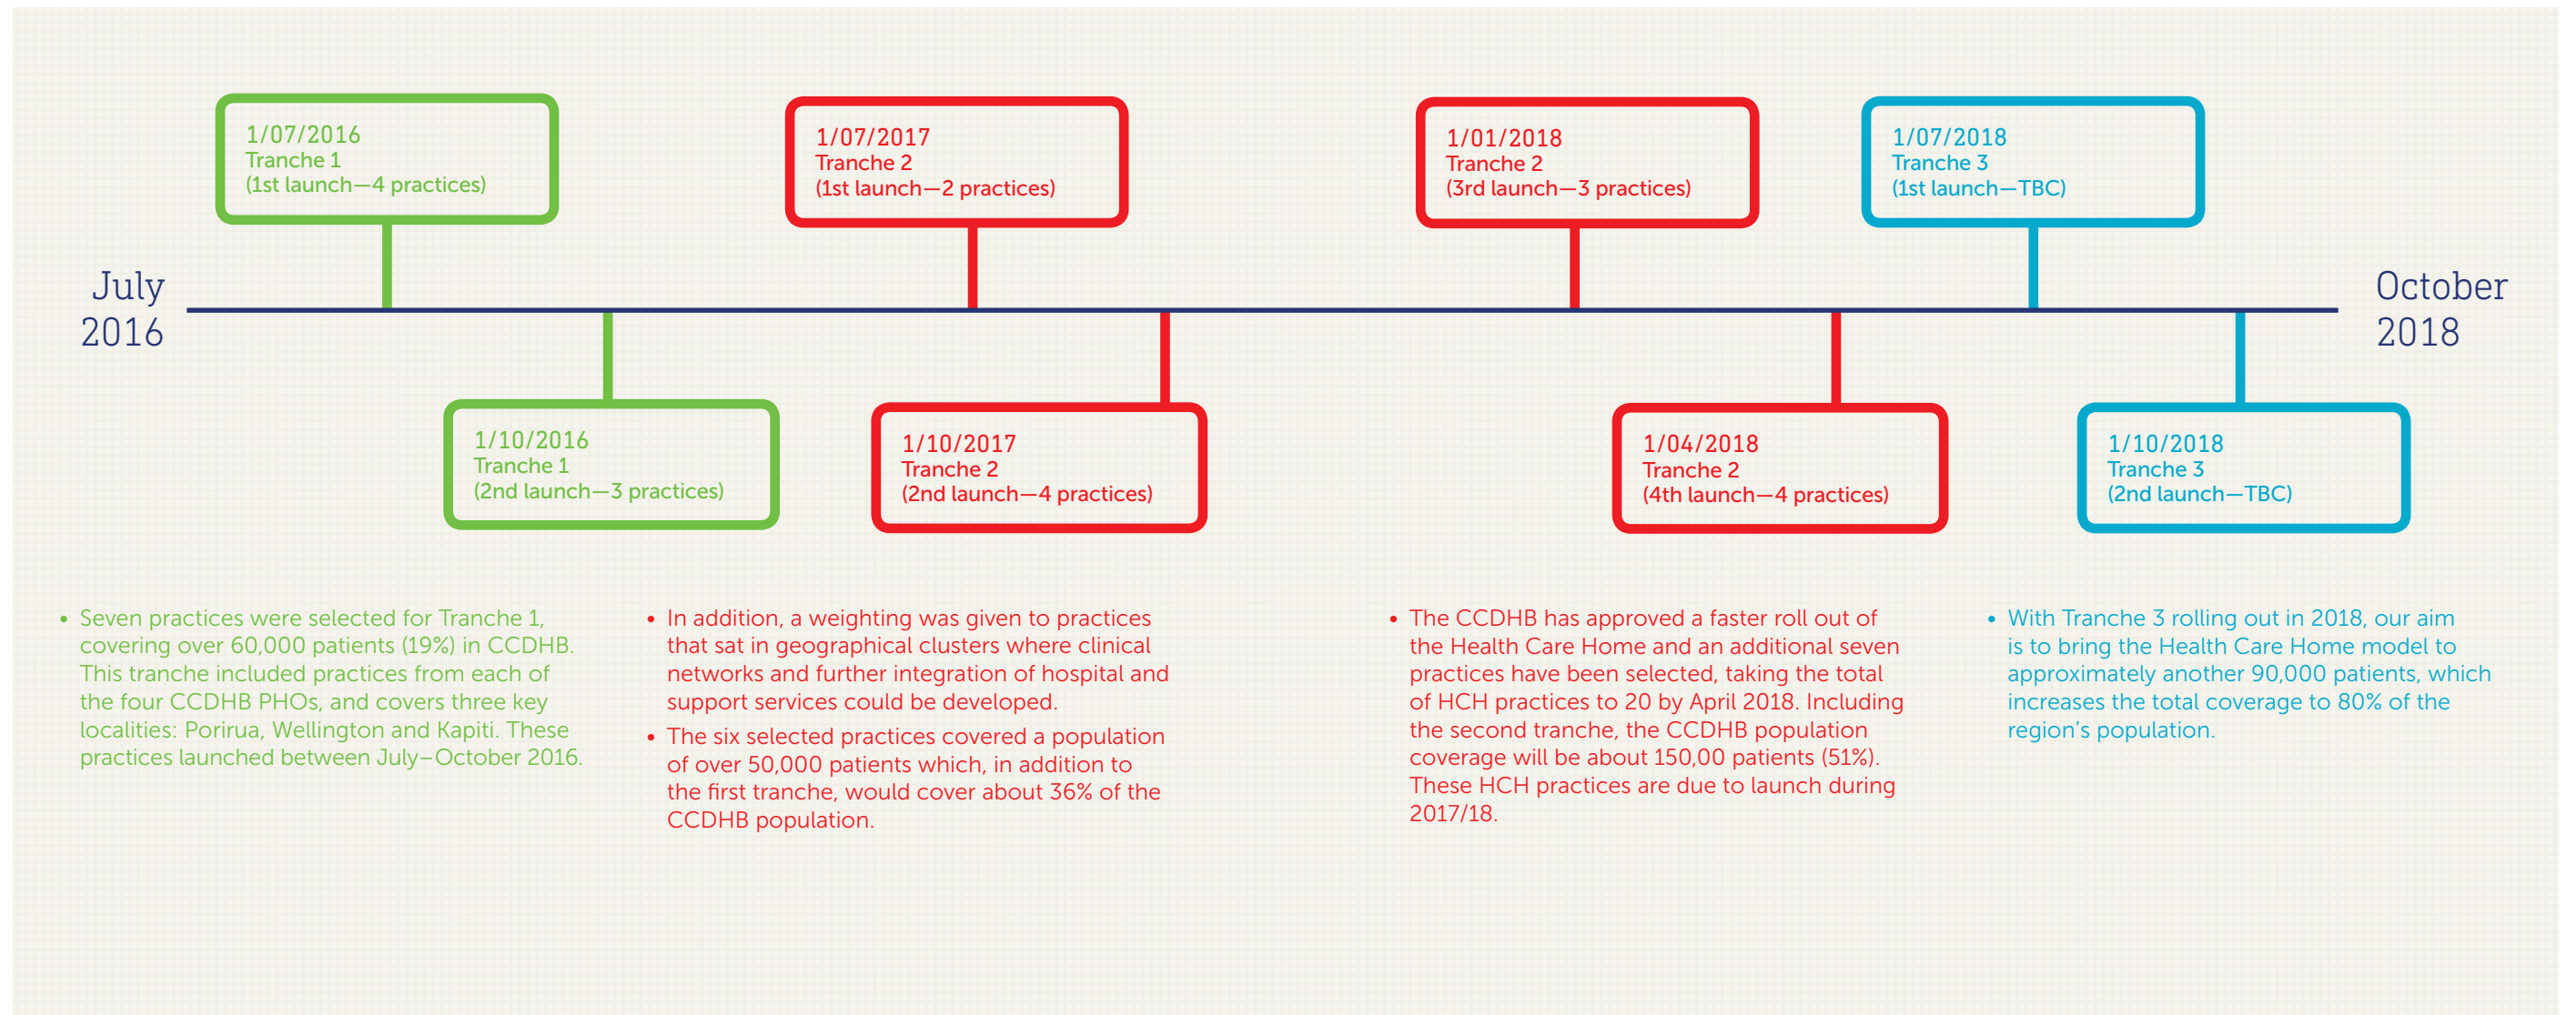 1/07/2016
Tranche 1
(1st launch—4 practices)
1/07/2017
Tranche 2
(1st launch—2 practices)
1/01/2018
Tranche 2
(3rd launch—3 practices)
1/07/2018
Tranche 3
(1st launch—TBC)
July
2016
October
2018
1/10/2016
Tranche 1
(2nd launch—3 practices)
1/10/2017
Tranche 2
(2nd launch—4 practices)
1/04/2018
Tranche 2
(4th launch—4 practices)
1/10/2018
Tranche 3
(2nd launch—TBC)
• Seven practices were selected for Tranche 1,
covering over 60,000 patients (19%) in CCDHB.
This tranche included practices from each of
the four CCDHB PHOs, and covers three key
localities: Porirua, Wellington and Kapiti. These
practices launched between July–October 2016.
• In addition, a weighting was given to practices
that sat in geographical clusters where clinical
networks and further integration of hospital and
support services could be developed.
• The six selected practices covered a population
of over 50,000 patients which, in addition to
the first tranche, would cover about 36% of the
CCDHB population.
• The CCDHB has approved a faster roll out of
the Health Care Home and an additional seven
practices have been selected, taking the total
of HCH practices to 20 by April 2018. Including
the second tranche, the CCDHB population
coverage will be about 150,00 patients (51%).
These HCH practices are due to launch during
2017/18.
• With Tranche 3 rolling out in 2018, our aim
is to bring the Health Care Home model to
approximately another 90,000 patients, which
increases the total coverage to 80% of the
region’s population.